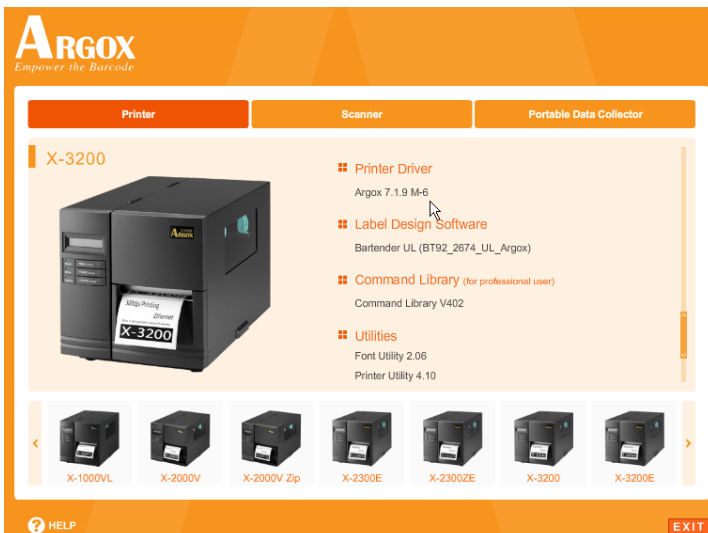 ARGOX
Empower the Barcode
Printer
Scanner
Portable Data Collector
X-3200
Printer Driver
Argox 7.1.9 M-6
Label Design Software
Bartender UL (BT92_2674_UL_Argox)
Command Library (for professional user)
Command Library V402
Utilities
Font Utility 2.06
Printer Utility 4.10
ARGOX
300dpi Printing
Ethernet
X-3200
X-1000VL
X-2000V
X-2000V Zip
X-2300E
X-2300ZE
X-3200
X-3200E
? HELP
EXIT